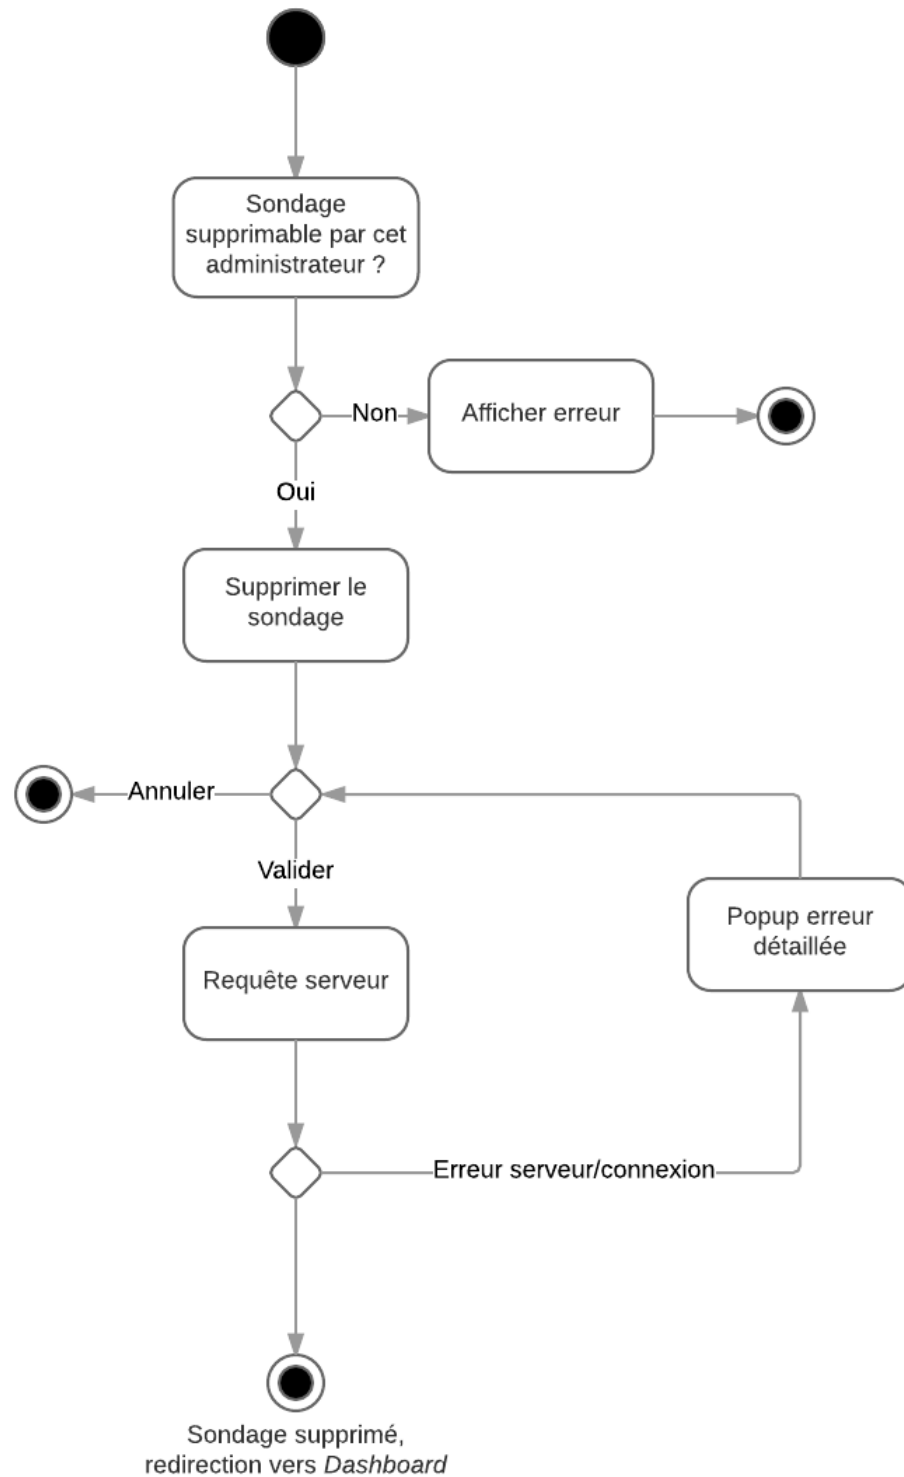 Sondage
supprimable par cet
administrateur ?
Non
Afficher erreur
Oui
Supprimer le
sondage
Annuler
Valider
Popup erreur
détaillée
Requête serveur
Erreur serveur/connexion
Sondage supprimé,
redirection vers Dashboard